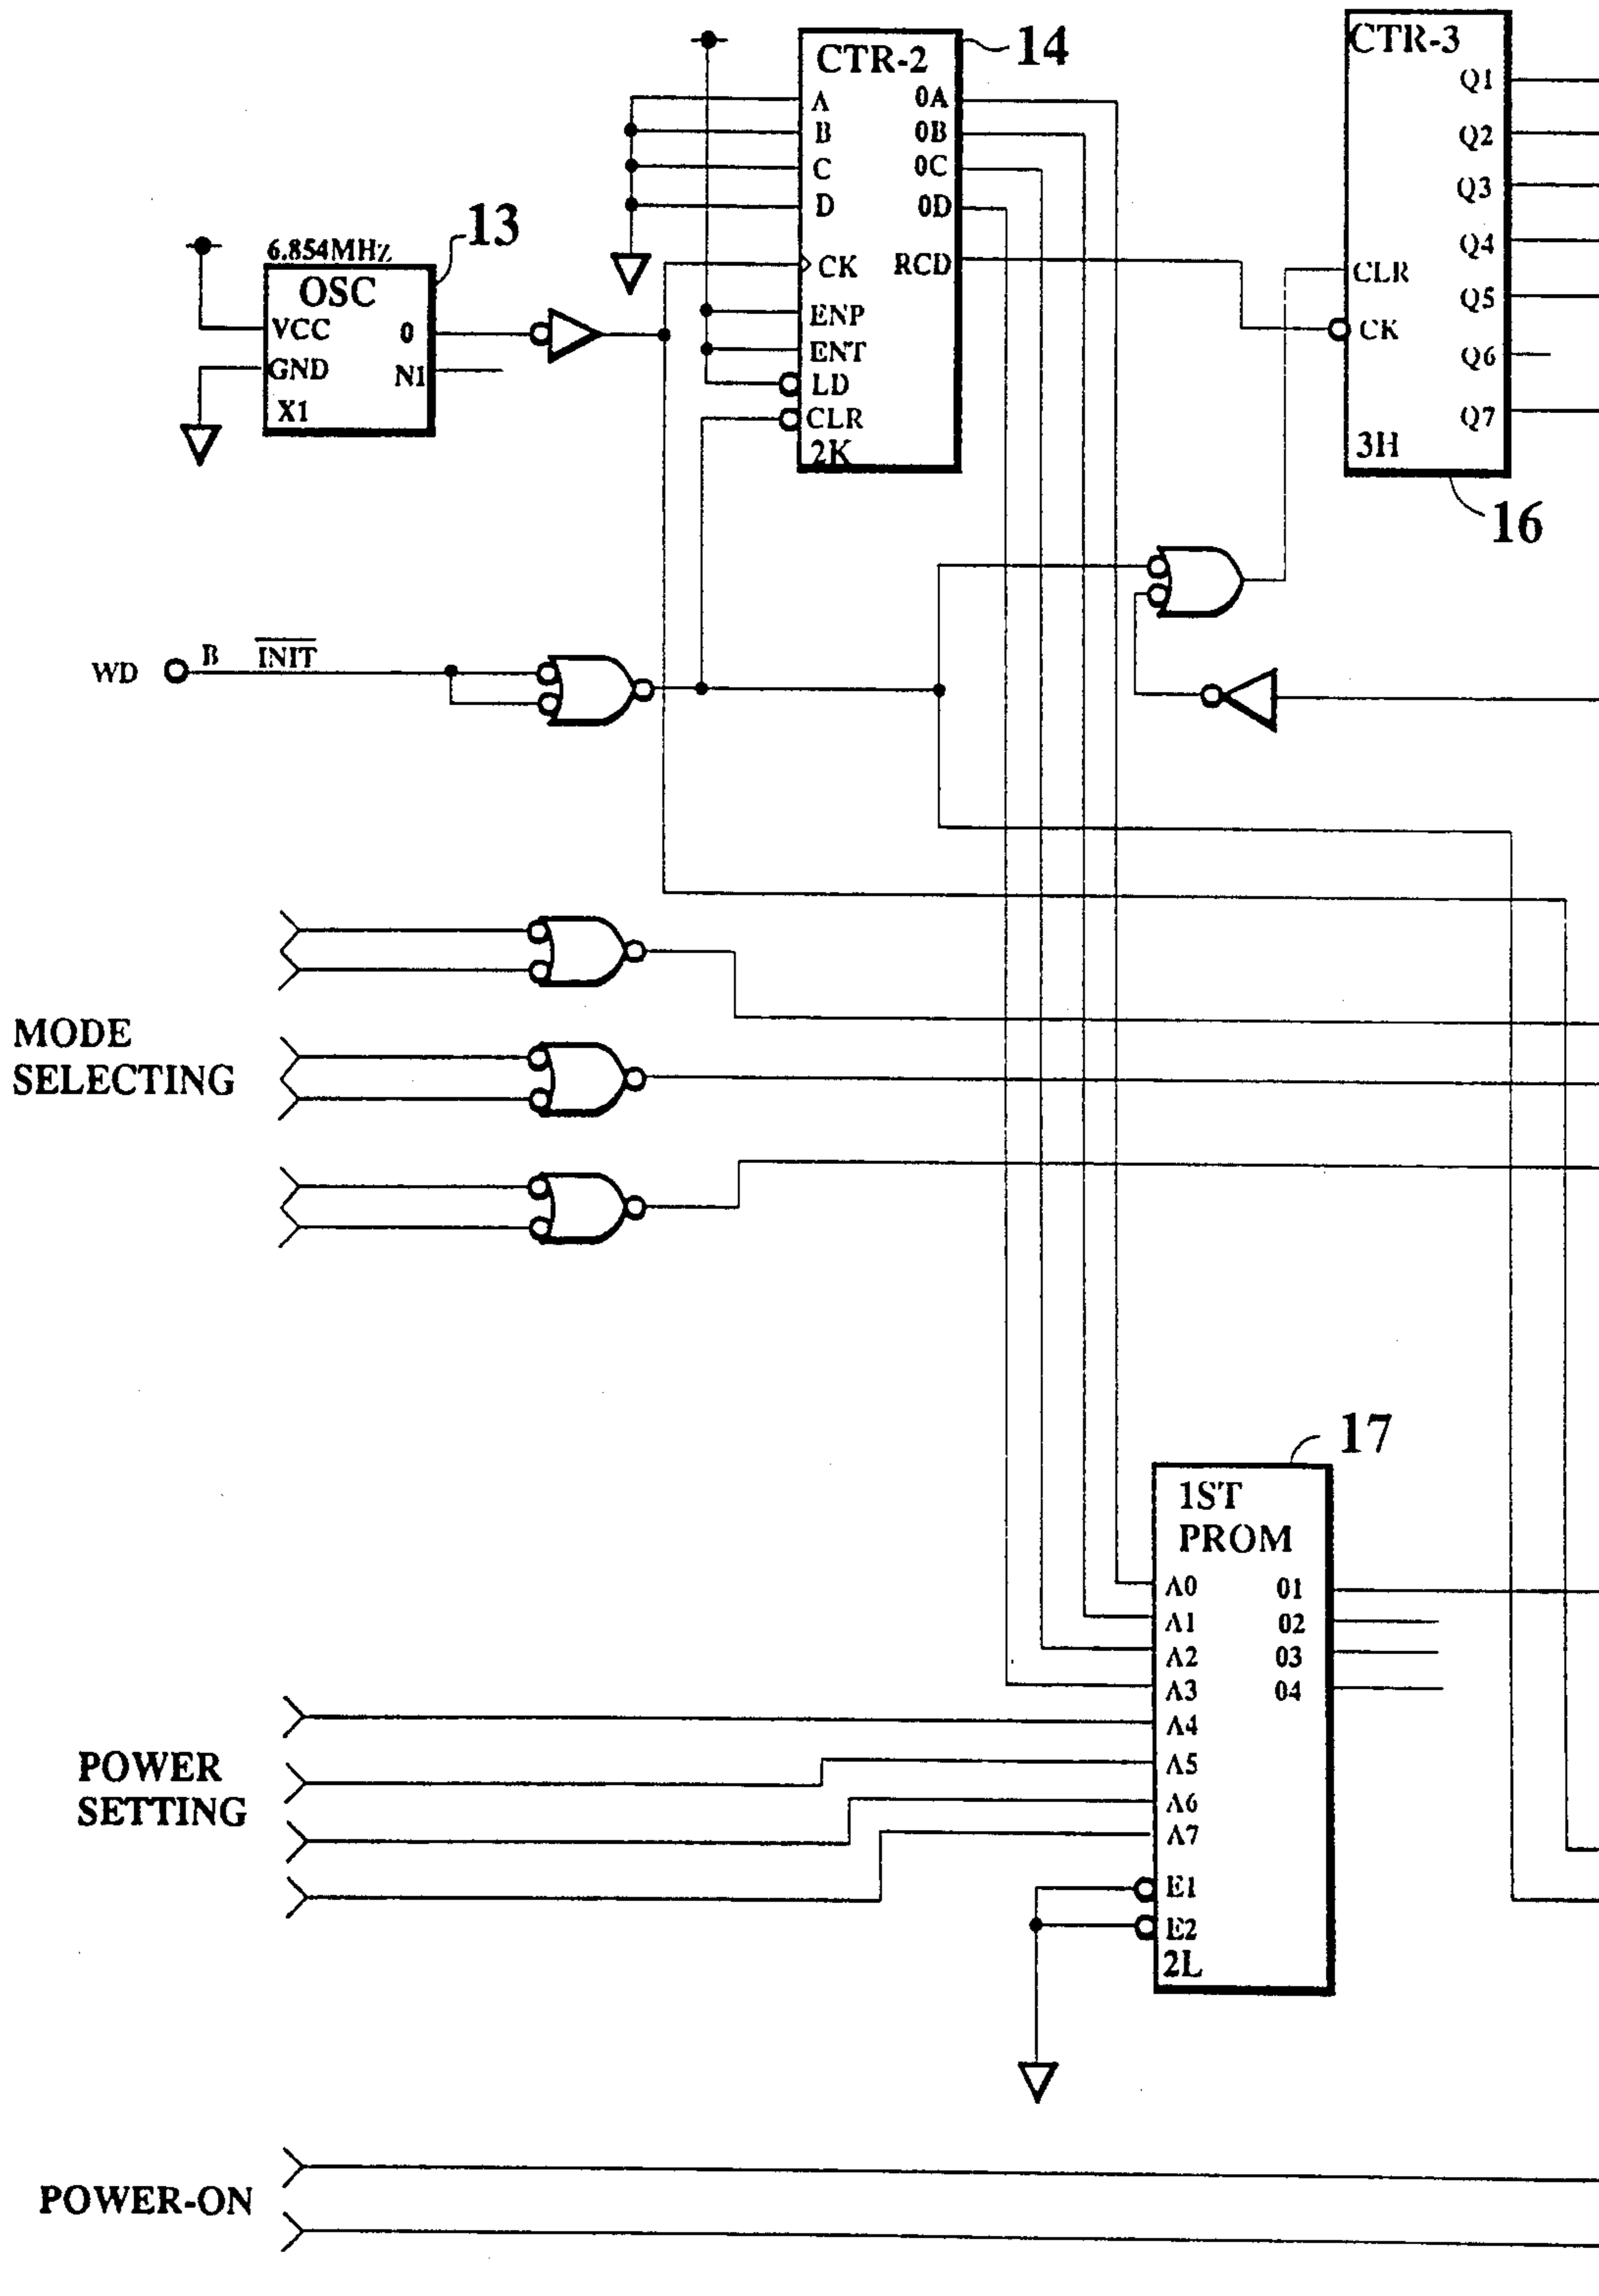 14
CTR-2
A 0A
B 0B
C 0C
D 0D
CK RCD
ENP
ENT
LD
CLR
2K
CTR-3
Q1
Q2
Q3
Q4
CLR
Q5
CK
Q6
Q7
3H
16
13
6.854MHz
OSC
VCC 0
GND N1
X1
WD B INIT
MODE
SELECTING
17
1ST
PROM
A0 01
A1 02
A2 03
A3 04
A4
A5
A6
A7
E1
E2
2L
POWER
SETTING
POWER-ON